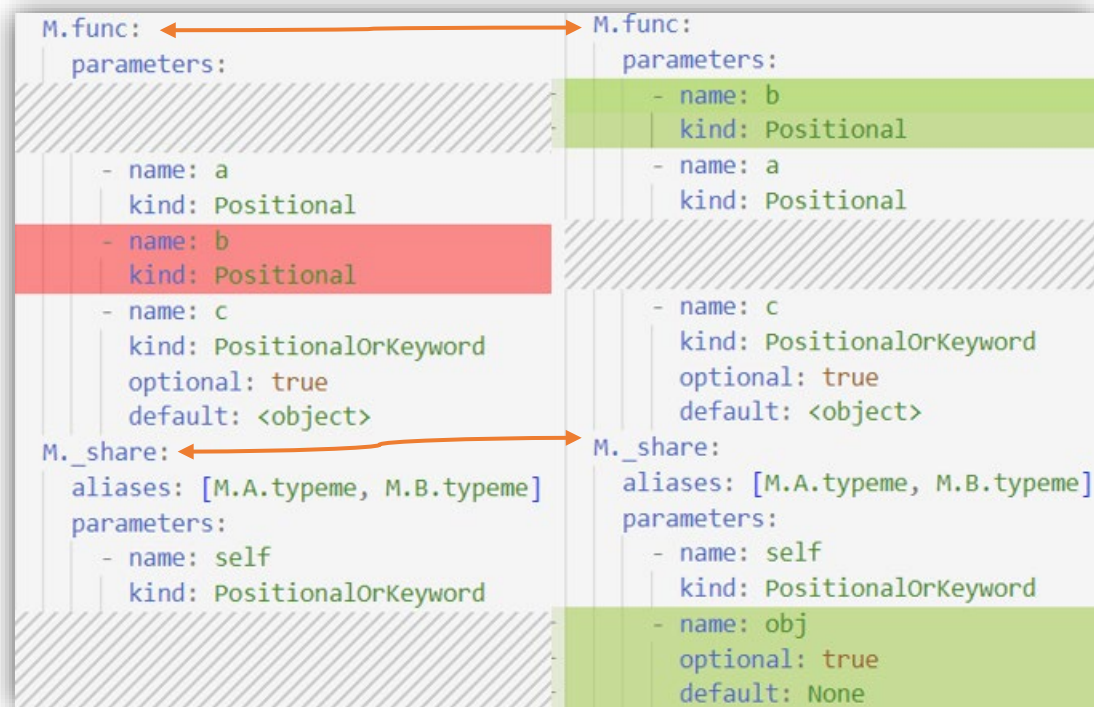 M.func:
parameters:
- name: a
kind: Positional
- name: b
kind: Positional
- name: c
kind: PositionalOrKeyword
optional: true
default: <object>
M._share:
aliases: [M.A.typeme, M.B.typeme]
parameters:
- name: self
kind: PositionalOrKeyword
M.func:
parameters:
- name: b
kind: Positional
- name: a
kind: Positional
- name: c
kind: PositionalOrKeyword
optional: true
default: <object>
M._share:
aliases: [M.A.typeme, M.B.typeme]
parameters:
- name: self
kind: PositionalOrKeyword
- name: obj
optional: true
default: None